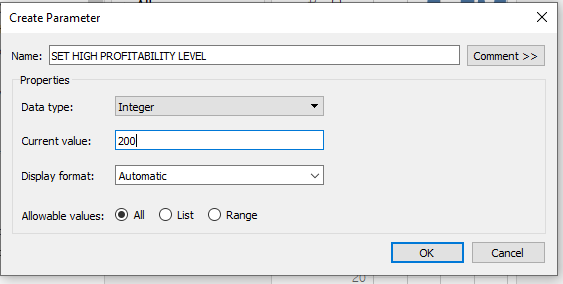 Create Parameter
Name: SET HIGH PROFITABILITY LEVEL Comment >>
Properties
Data type: Integer
Current value: 200
Display format: Automatic
Allowable values: All List Range
OK Cancel
20